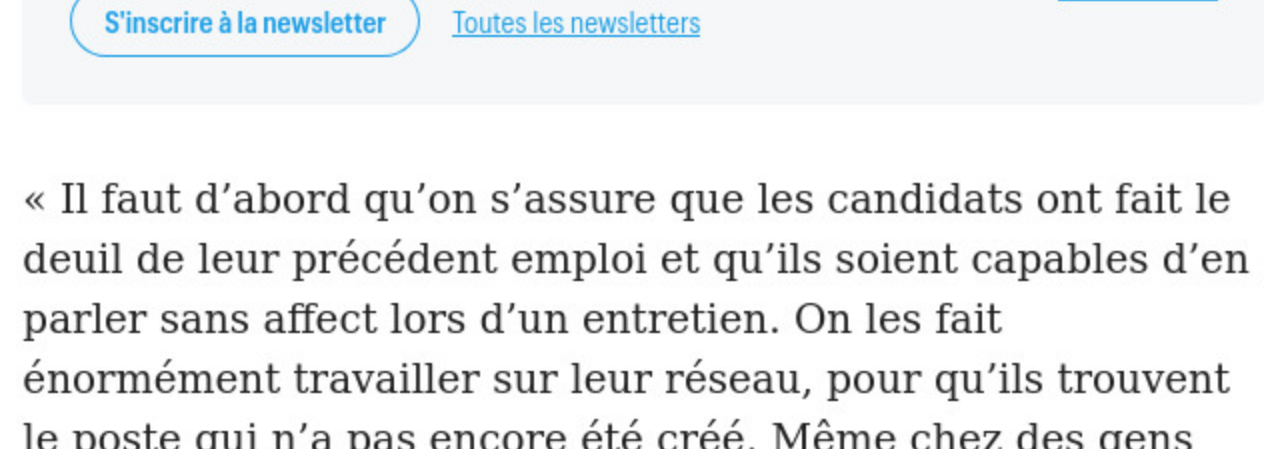 S'inscrire à la newsletter Toutes les newsletters
« Il faut d’abord qu’on s’assure que les candidats ont fait le
deuil de leur précédent emploi et qu’ils soient capables d’en
parler sans affect lors d’un entretien. On les fait
énormément travailler sur leur réseau, pour qu’ils trouvent
le poste qui n’a pas encore été créé. Même chez des gens